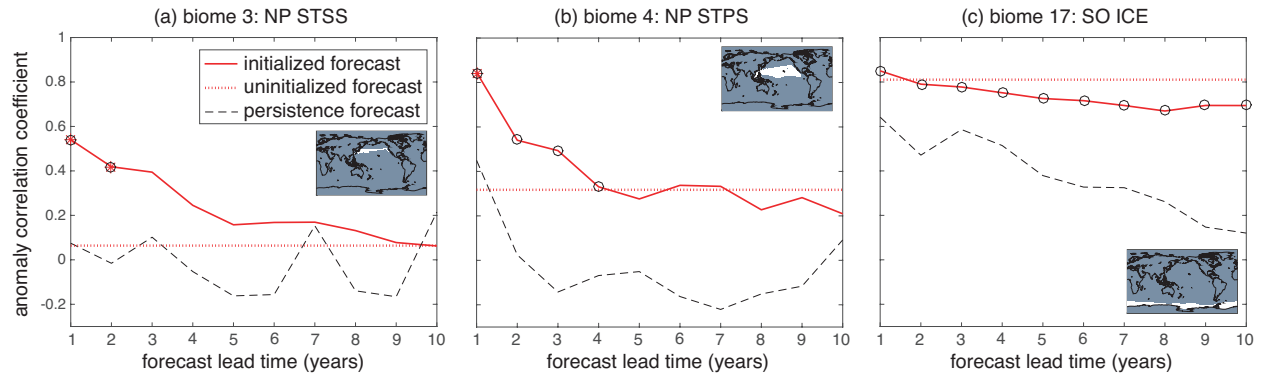 (a) biome 3: NP STSS
(b) biome 4: NP STPS
(c) biome 17: SO ICE
anomaly correlation coefficient
1
0.8
0.6
0.4
0.2
0
-0.2
initialized forecast
uninitialized forecast
persistence forecast
1 2 3 4 5 6 7 8 9 10
1 2 3 4 5 6 7 8 9 10
1 2 3 4 5 6 7 8 9 10
forecast lead time (years)
forecast lead time (years)
forecast lead time (years)